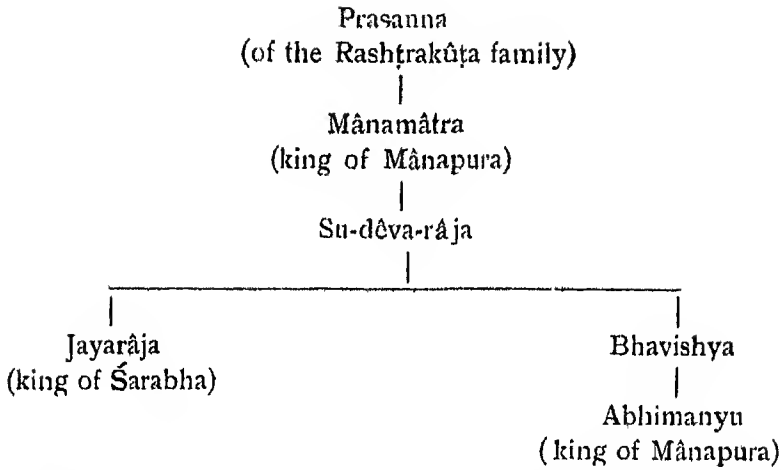 Prasanna
(of the Rashṭrakûṭa family)
Mânamâtra
(king of Mânapura)
Su-dêva-râja
Jayarâja
(king of Śarabha)
Bhavishya
Abhimanyu
(king of Mânapura)